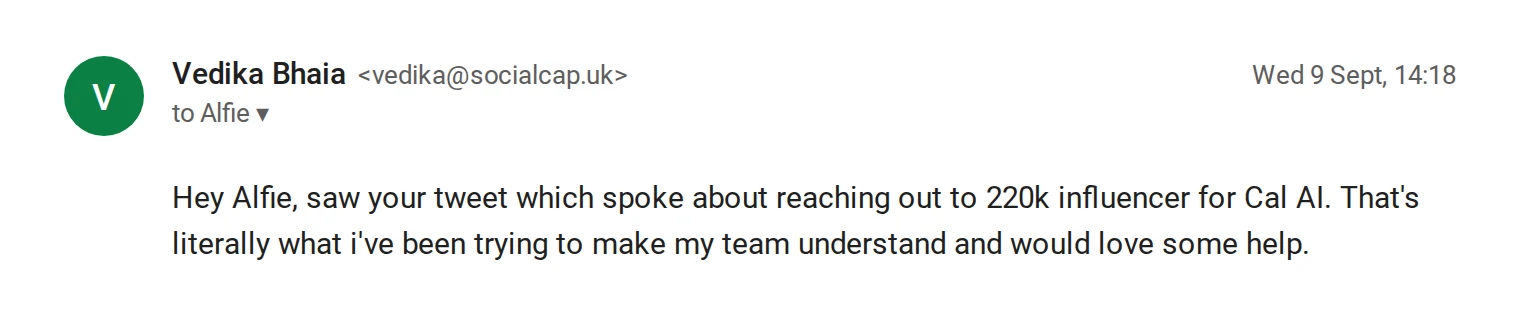 V
Vedika Bhaia <vedika@socialcap.uk>
Wed 9 Sept, 14:18
to Alfie ▾
Hey Alfie, saw your tweet which spoke about reaching out to 220k influencer for Cal AI. That's
literally what i've been trying to make my team understand and would love some help.